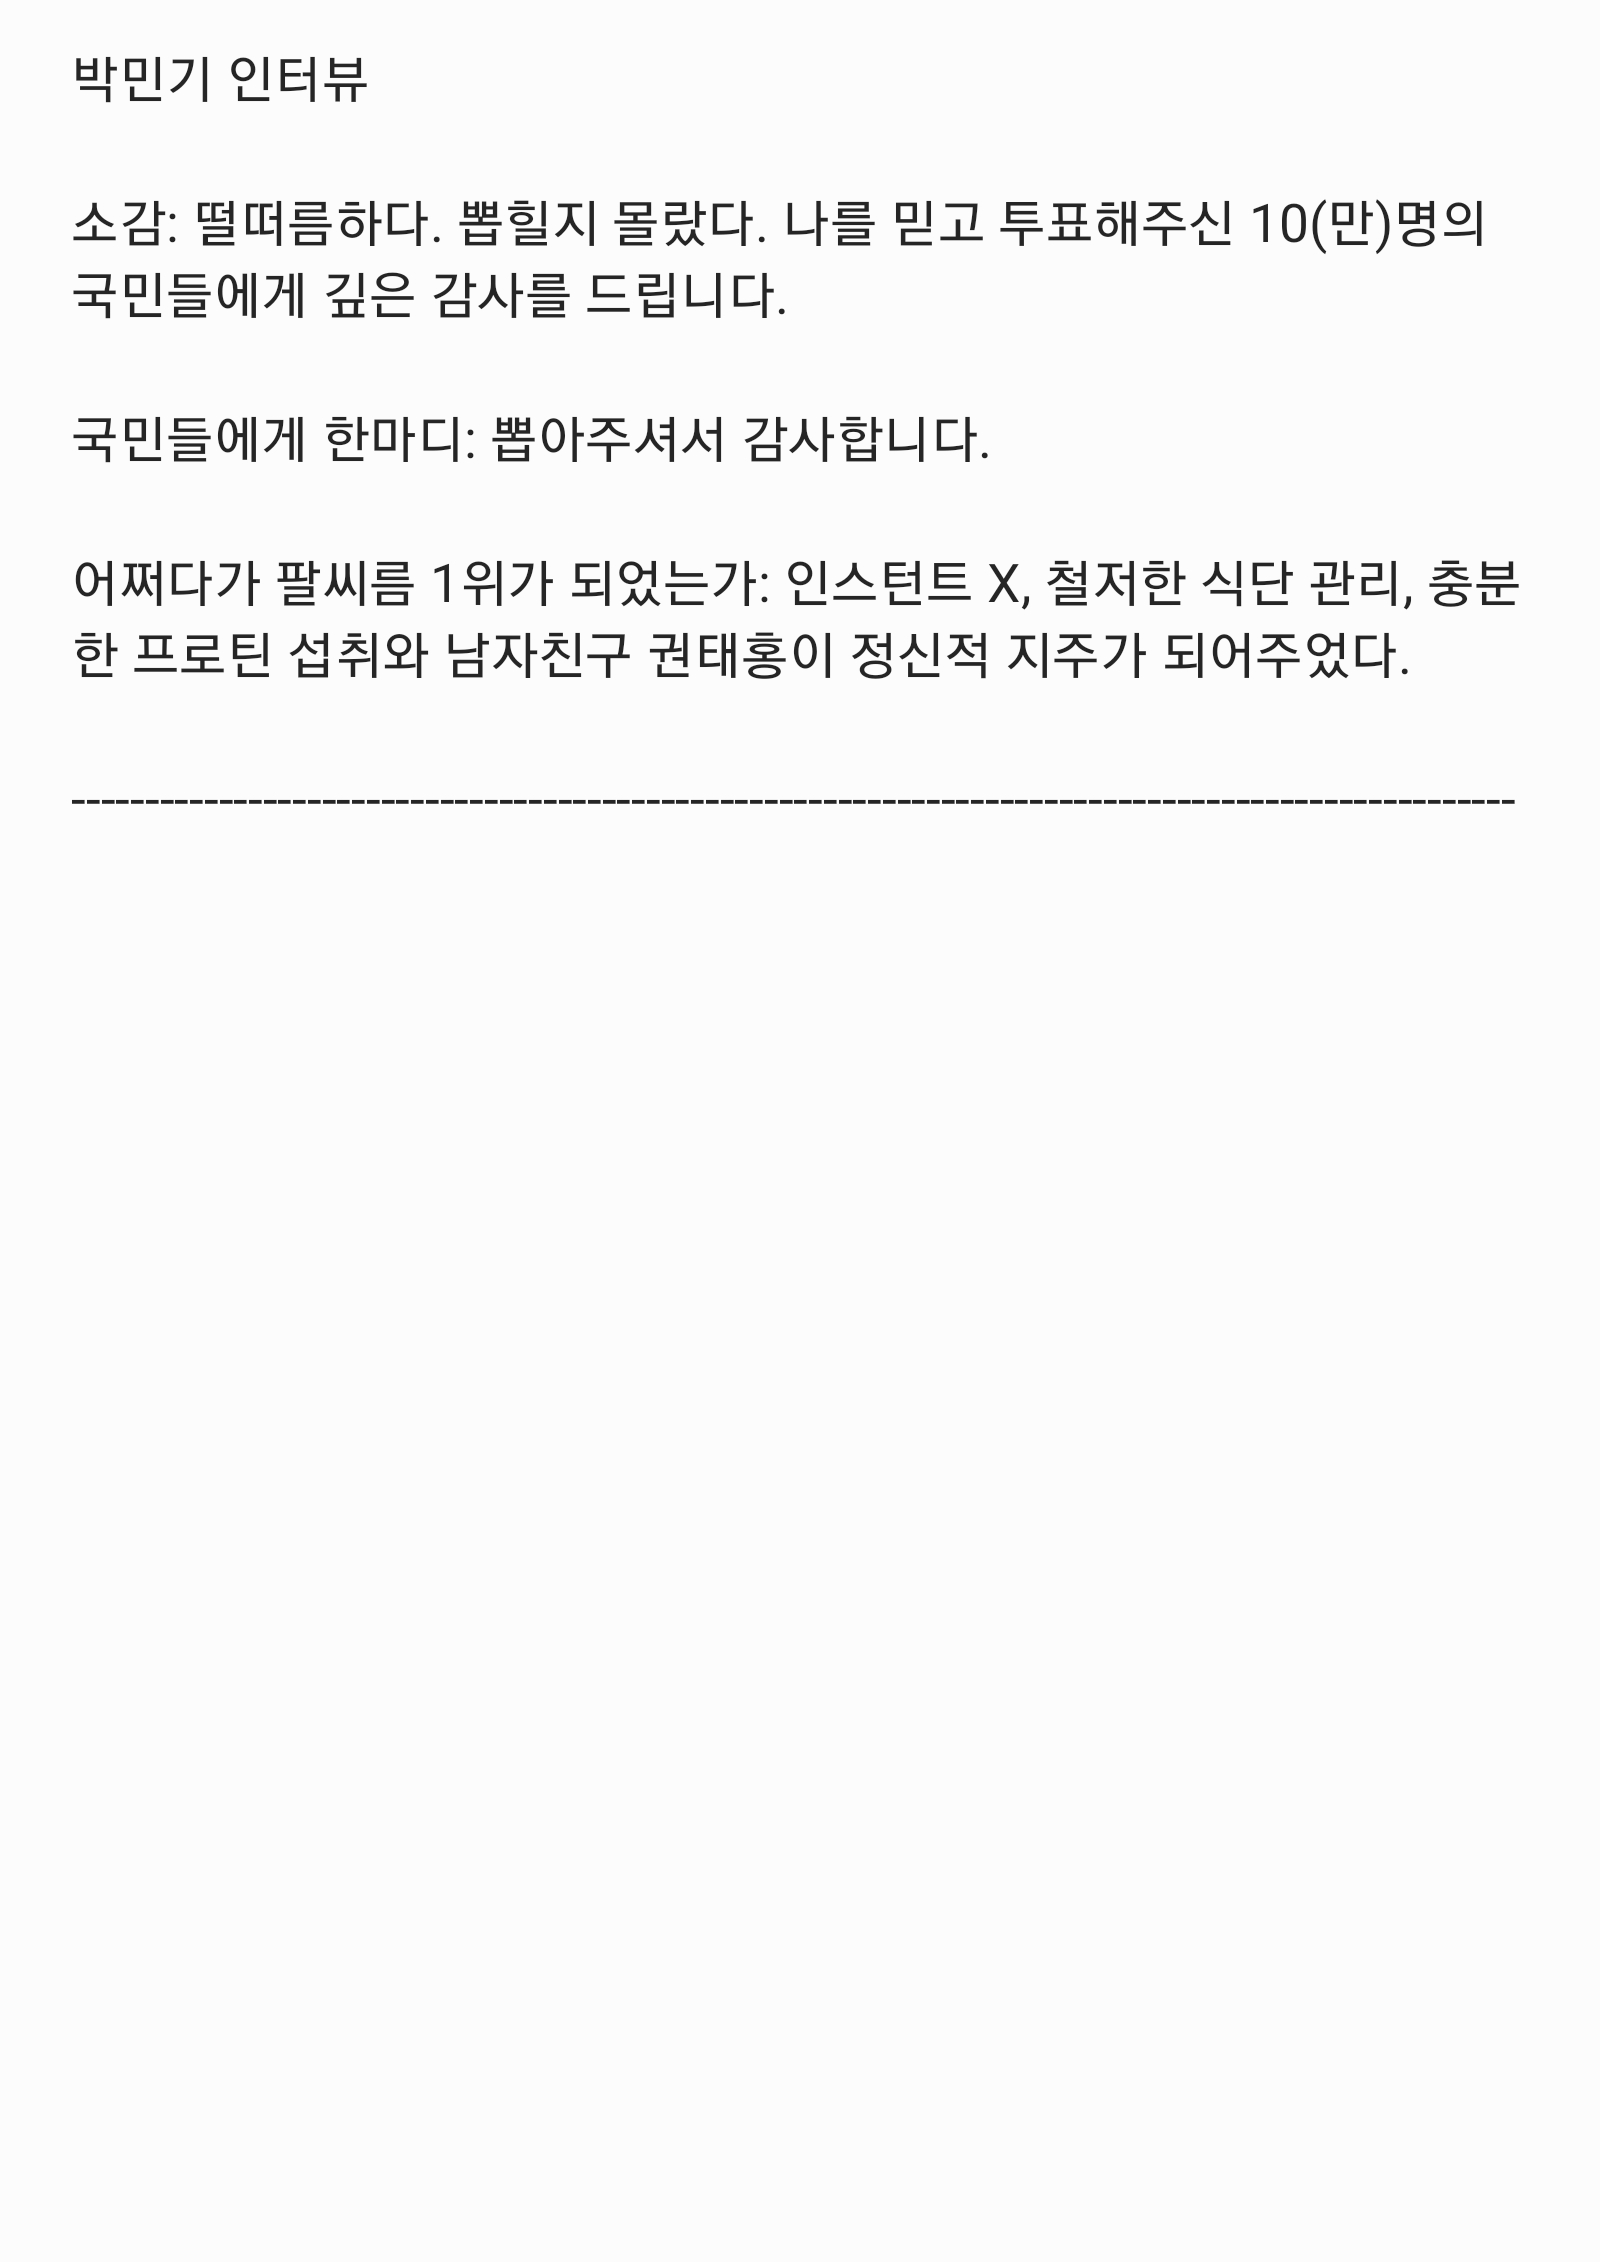 박민기 인터뷰
소감: 떨떠름하다. 뽑힐지 몰랐다. 나를 믿고 투표해주신 10(만)명의
국민들에게 깊은 감사를 드립니다.
국민들에게 한마디: 뽑아주셔서 감사합니다.
어쩌다가 팔씨름 1위가 되었는가: 인스턴트 X, 철저한 식단 관리, 충분
한 프로틴 섭취와 남자친구 권태홍이 정신적 지주가 되어주었다.
--------------------------------------------------------------------------------------------------